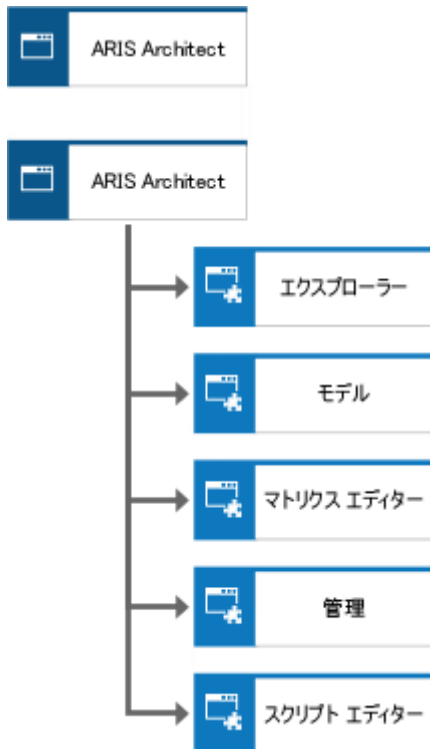 ARIS Architect
ARIS Architect
エクスプローラー
モデル
マトリクス エディター
管理
スクリプト エディター